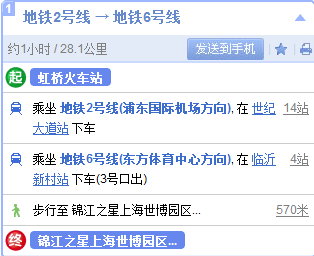 1 地铁2号线 → 地铁6号线
约1小时 / 28.1公里 发送到手机
起 虹桥火车站
乘坐 地铁2号线(浦东国际机场方向), 在 世纪 14站
大道站 下车
乘坐 地铁6号线(东方体育中心方向), 在 临沂 4站
新村站 下车(3号口出)
步行至 锦江之星上海世博园区... 570米
终 锦江之星上海世博园区...